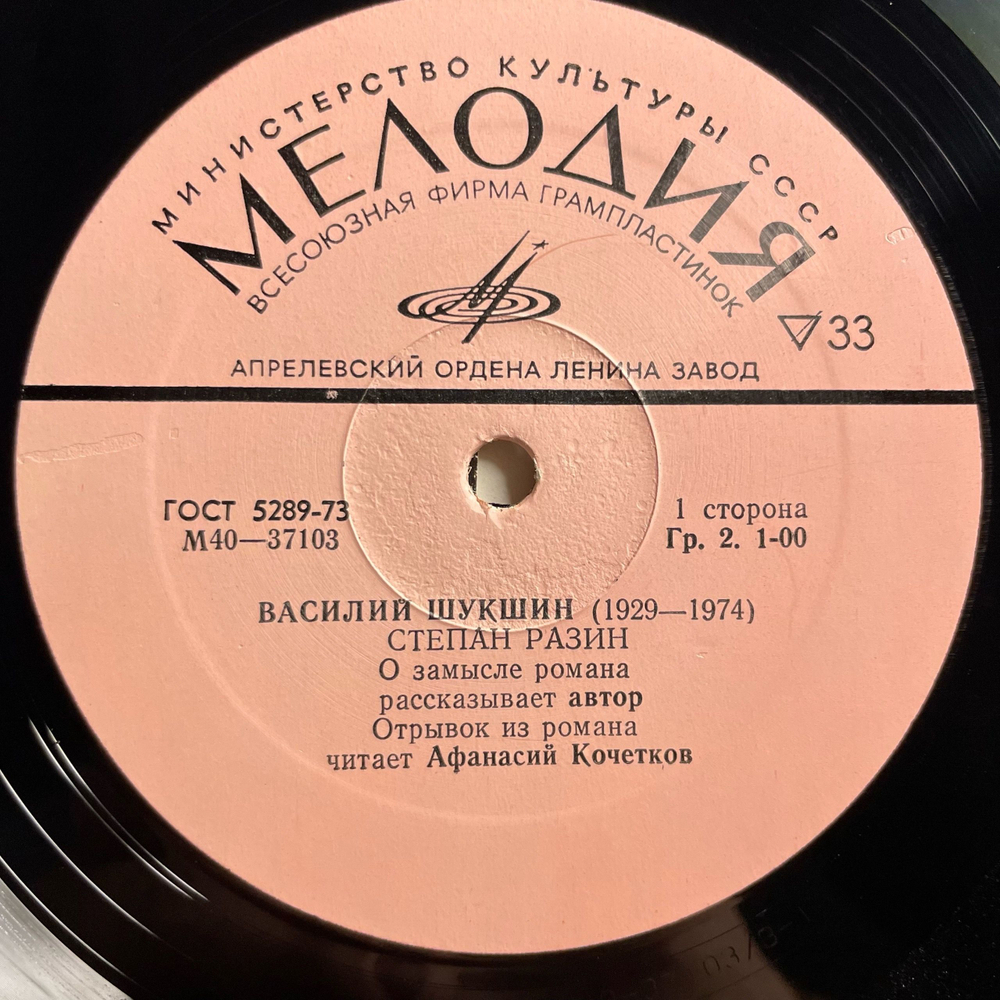 МИНИСТЕРСТВО КУЛЬТУРЫ СССР
МЕЛОДИЯ
ВСЕСОЮЗНАЯ ФИРМА ГРАМПЛАСТИНОК
33
АПРЕЛЕВСКИЙ ОРДЕНА ЛЕНИНА ЗАВОД
ГОСТ 5289-73
М40—37103
1 сторона
Гр. 2. 1-00
ВАСИЛИЙ ШУКШИН (1929—1974)
СТЕПАН РАЗИН
О замысле романа
рассказывает автор
Отрывок из романа
читает Афанасий Кочетков